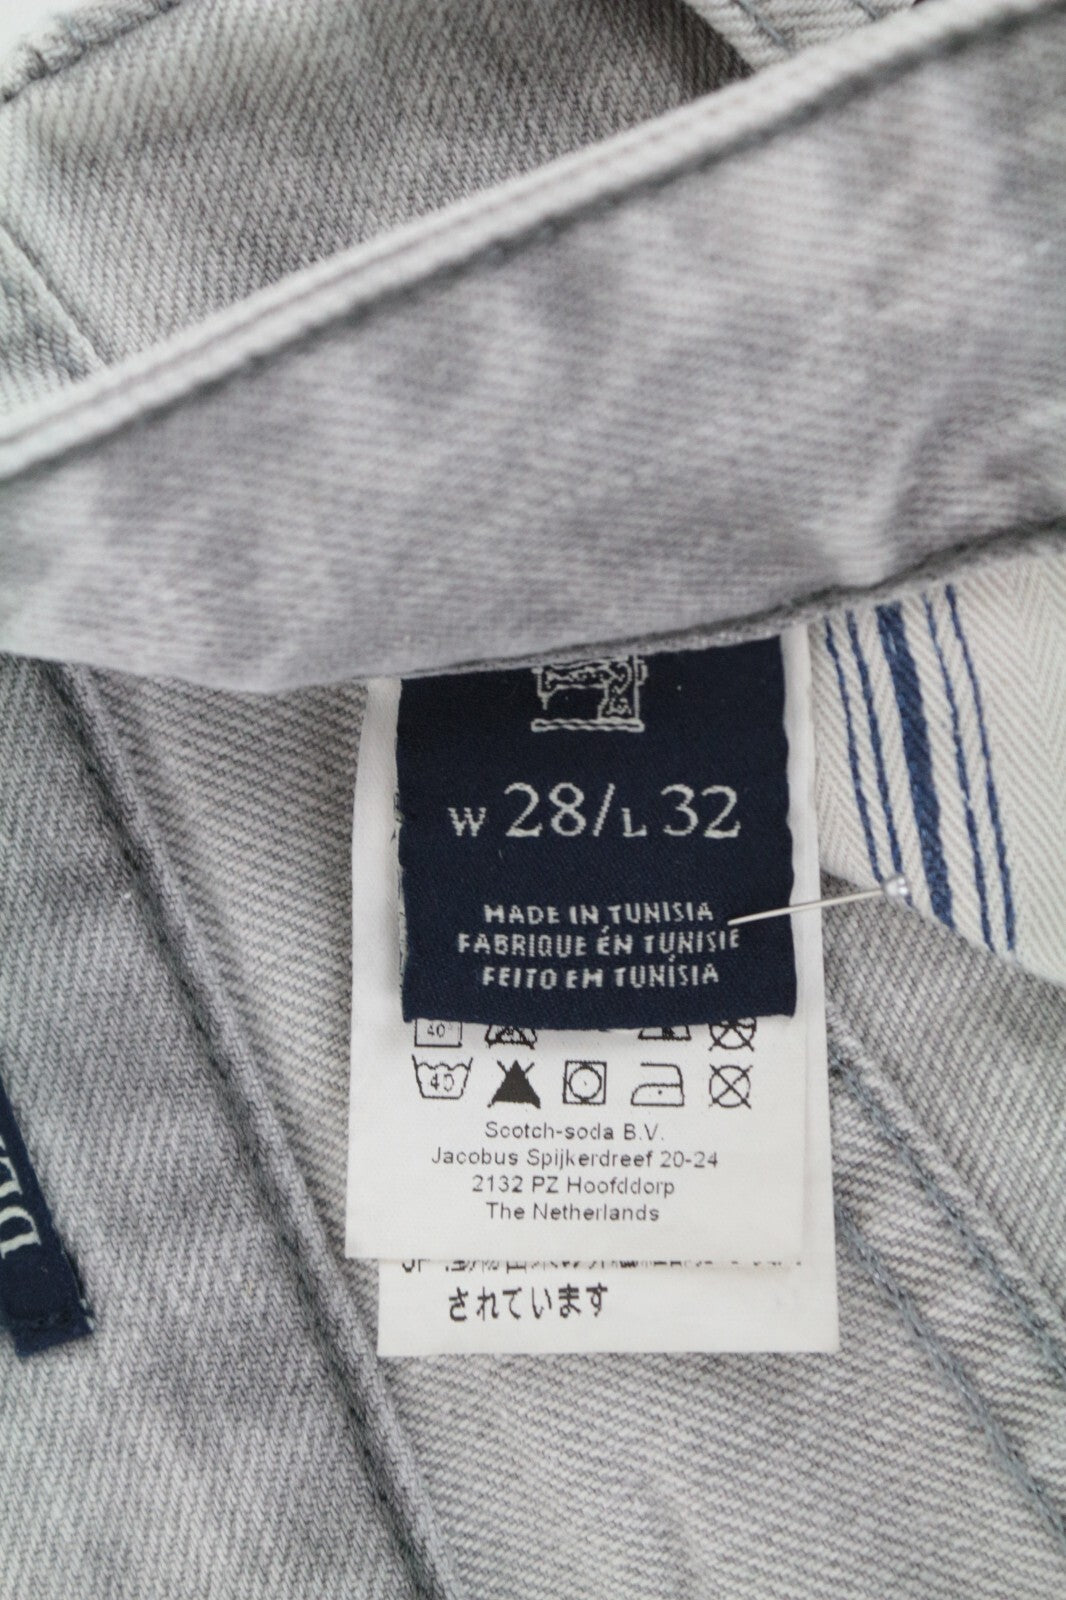 W 28/L 32
MADE IN TUNISIA
FABRIQUE ÉN TUNISIE
FEITO EM TUNÍSIA
40
40
Scotch-soda B.V.
Jacobus Spijkerdreef 20-24
2132 PZ Hoofddorp
The Netherlands
されています